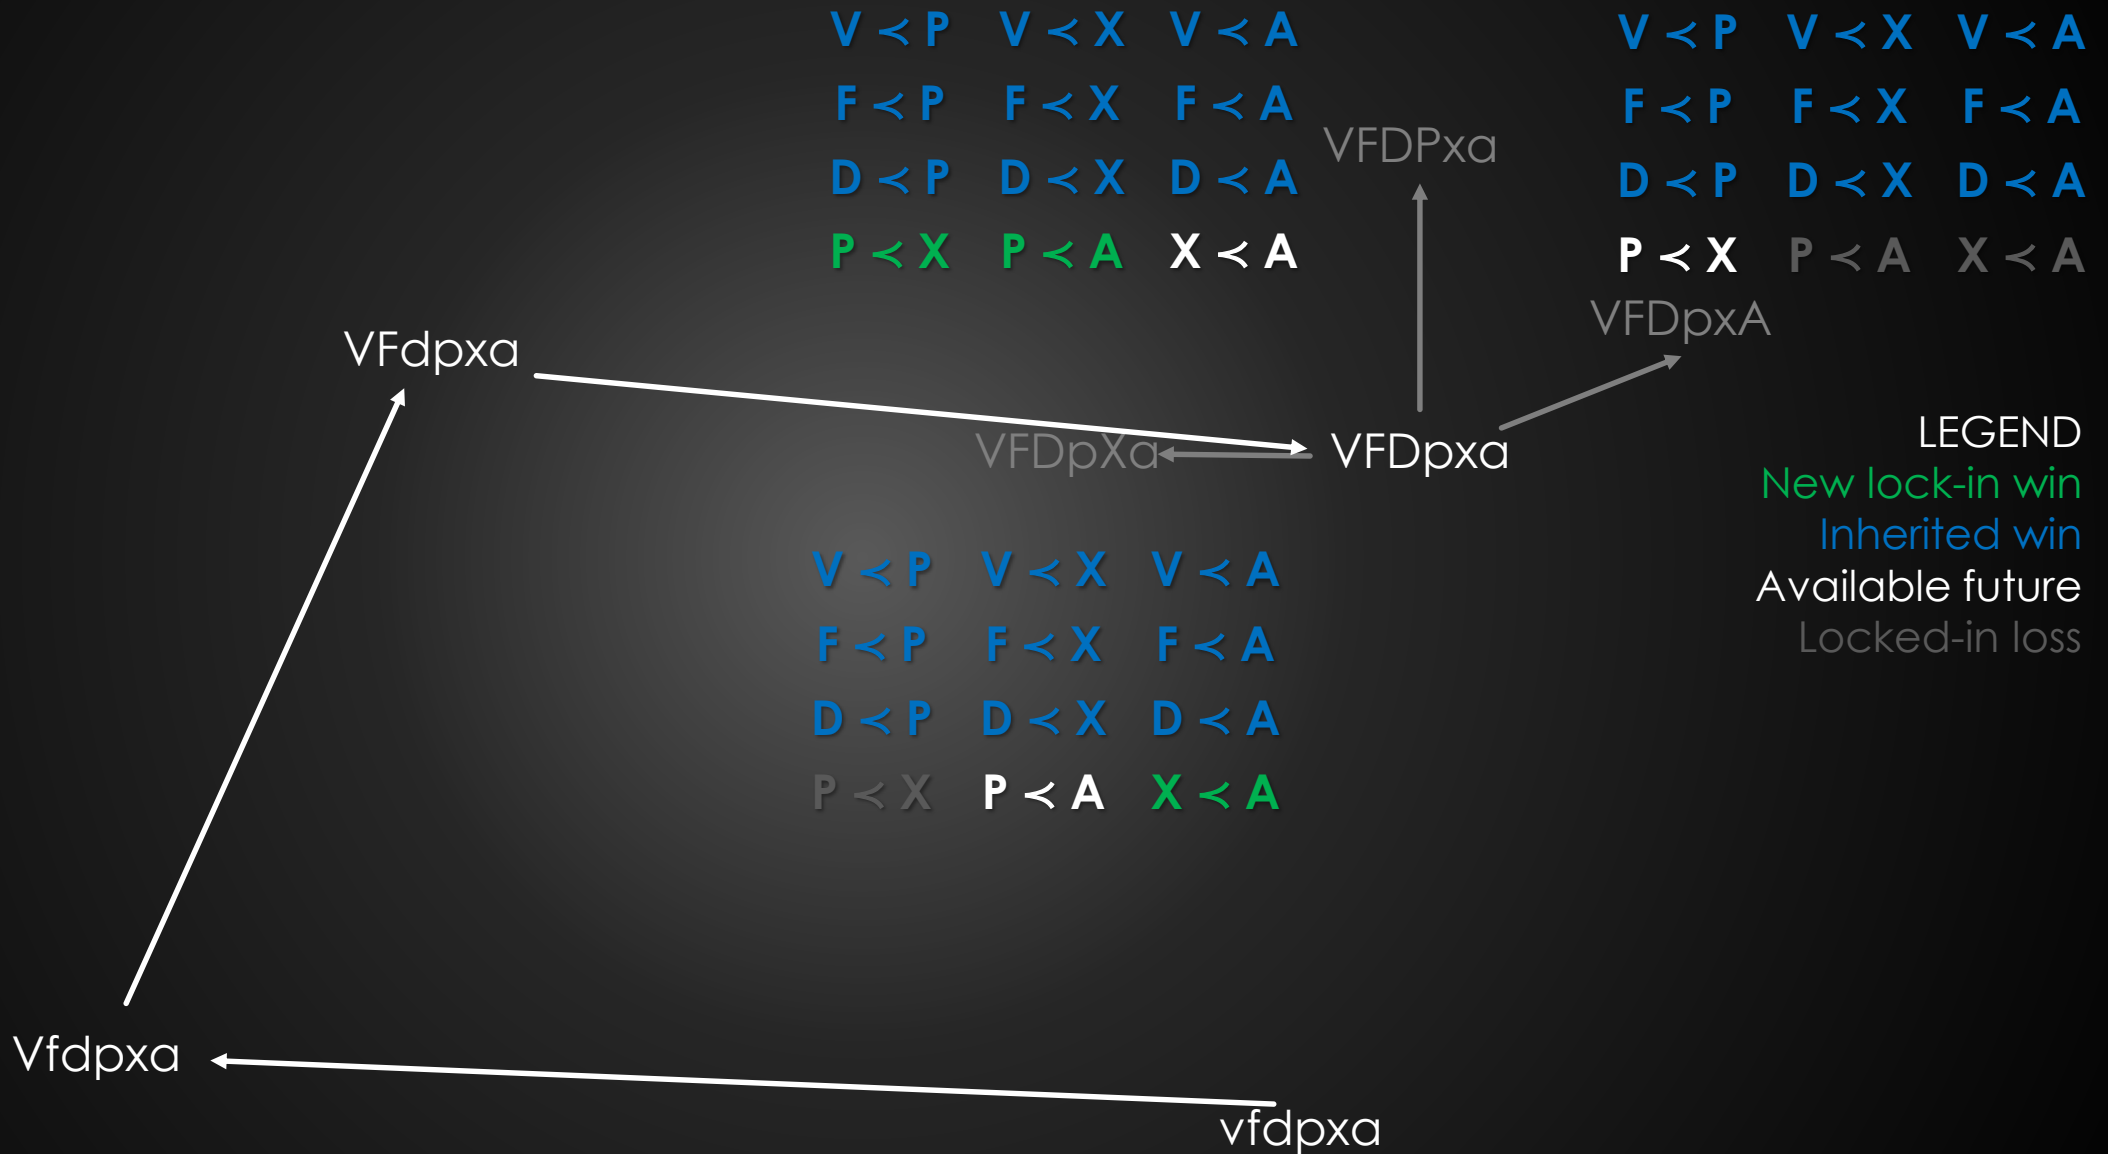 V ≺ P V ≺ X V ≺ A
F ≺ P F ≺ X F ≺ A
D ≺ P D ≺ X D ≺ A
P ≺ X P ≺ A X ≺ A
VFDPxa
V ≺ P V ≺ X V ≺ A
F ≺ P F ≺ X F ≺ A
D ≺ P D ≺ X D ≺ A
P ≺ X P ≺ A X ≺ A
VFDpxA
VFdpxa
VFDpXa
VFDpxa
LEGEND
New lock-in win
Inherited win
Available future
Locked-in loss
V ≺ P V ≺ X V ≺ A
F ≺ P F ≺ X F ≺ A
D ≺ P D ≺ X D ≺ A
P ≺ X P ≺ A X ≺ A
Vfdpxa
vfdpxa